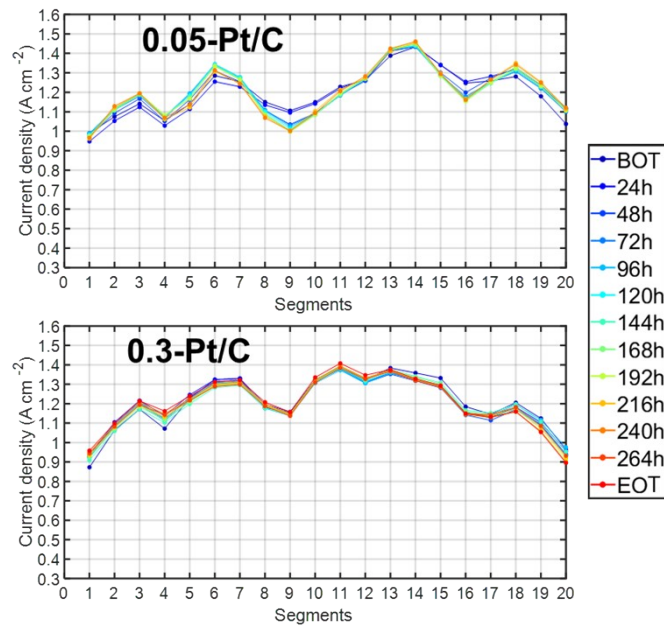 0.05-Pt/C
Current density (A cm⁻²)
1.6
1.5
1.4
1.3
1.2
1.1
1
0.9
0.8
0.7
0.6
0.5
0.4
0.3
0 1 2 3 4 5 6 7 8 9 10 11 12 13 14 15 16 17 18 19 20
Segments
0.3-Pt/C
Current density (A cm⁻²)
1.6
1.5
1.4
1.3
1.2
1.1
1
0.9
0.8
0.7
0.6
0.5
0.4
0.3
0 1 2 3 4 5 6 7 8 9 10 11 12 13 14 15 16 17 18 19 20
Segments
BOT
24h
48h
72h
96h
120h
144h
168h
192h
216h
240h
264h
EOT